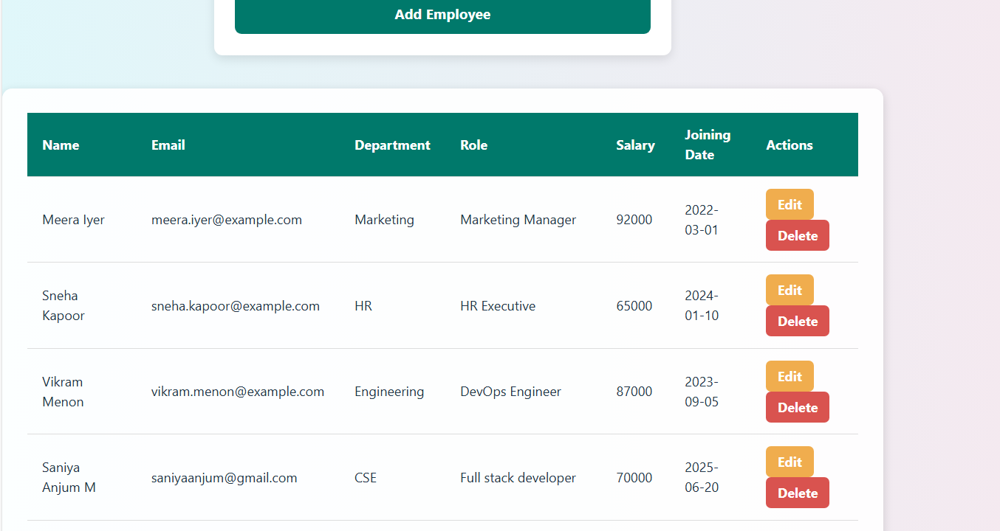 Add Employee
Name Email Department Role Salary Joining Date Actions
Meera Iyer meera.iyer@example.com Marketing Marketing Manager 92000 2022-03-01 Edit Delete
Sneha Kapoor sneha.kapoor@example.com HR HR Executive 65000 2024-01-10 Edit Delete
Vikram Menon vikram.menon@example.com Engineering DevOps Engineer 87000 2023-09-05 Edit Delete
Saniya Anjum M saniyaanjum@gmail.com CSE Full stack developer 70000 2025-06-20 Edit Delete